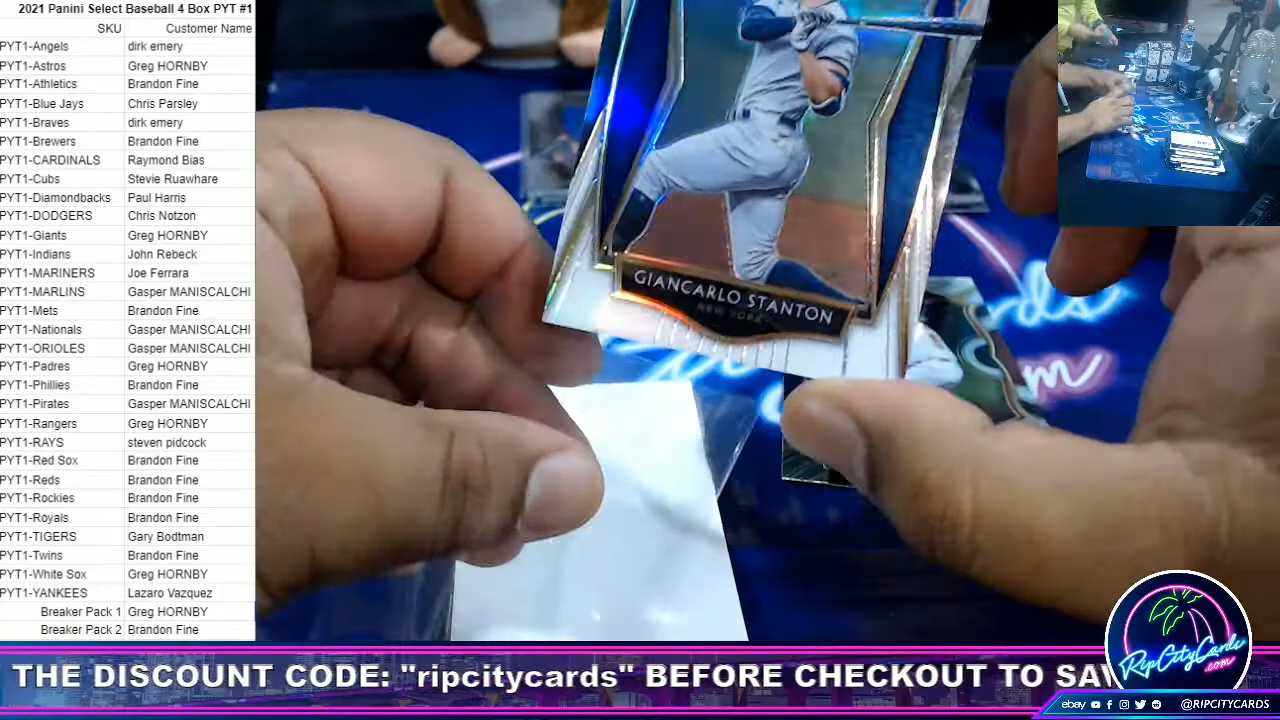 2021 Panini Select Baseball 4 Box PYT #1
SKU Customer Name
PYT1-Angels dirk emery
PYT1-Astros Greg HORNBY
PYT1-Athletics Brandon Fine
PYT1-Blue Jays Chris Parsley
PYT1-Braves dirk emery
PYT1-Brewers Brandon Fine
PYT1-CARDINALS Raymond Bias
PYT1-Cubs Stevie Ruawhare
PYT1-Diamondbacks Paul Harris
PYT1-DODGERS Chris Notzon
PYT1-Giants Greg HORNBY
PYT1-Indians John Rebeck
PYT1-MARINERS Joe Ferrara
PYT1-MARLINS Gasper MANISCALCHI
PYT1-Mets Brandon Fine
PYT1-Nationals Gasper MANISCALCHI
PYT1-ORIOLES Gasper MANISCALCHI
PYT1-Padres Greg HORNBY
PYT1-Phillies Brandon Fine
PYT1-Pirates Gasper MANISCALCHI
PYT1-Rangers Greg HORNBY
PYT1-RAYS steven pidcock
PYT1-Red Sox Brandon Fine
PYT1-Reds Brandon Fine
PYT1-Rockies Brandon Fine
PYT1-Royals Brandon Fine
PYT1-TIGERS Gary Bodtman
PYT1-Twins Brandon Fine
PYT1-White Sox Greg HORNBY
PYT1-YANKEES Lazaro Vazquez
Breaker Pack 1 Greg HORNBY
Breaker Pack 2 Brandon Fine
GIANCARLO STANTON
NEW YORK
THE DISCOUNT CODE: "ripcitycards" BEFORE CHECKOUT TO SAV
RipCityCards
.com
ebay @RIPCITYCARDS